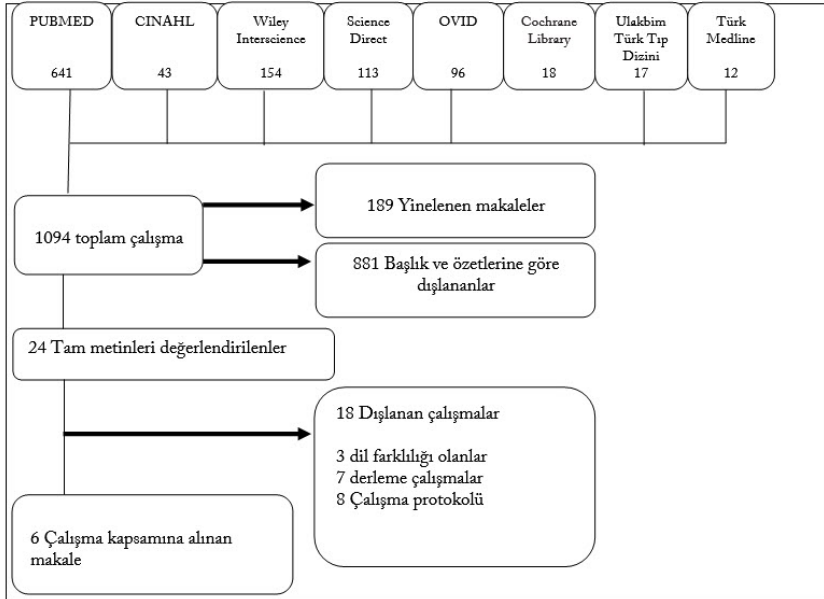 PUBMED
641
CINAHL
43
Wiley
Interscience
154
Science
Direct
113
OVID
96
Cochrane
Library
18
Ulakbim
Türk Tıp
Dizini
17
Türk
Medline
12
1094 toplam çalışma
189 Yinelenen makaleler
881 Başlık ve özetlerine göre
dışlananlar
24 Tam metinleri değerlendirilenler
18 Dışlanan çalışmalar
3 dil farklılığı olanlar
7 derleme çalışmalar
8 Çalışma protokolü
6 Çalışma kapsamına alınan
makale